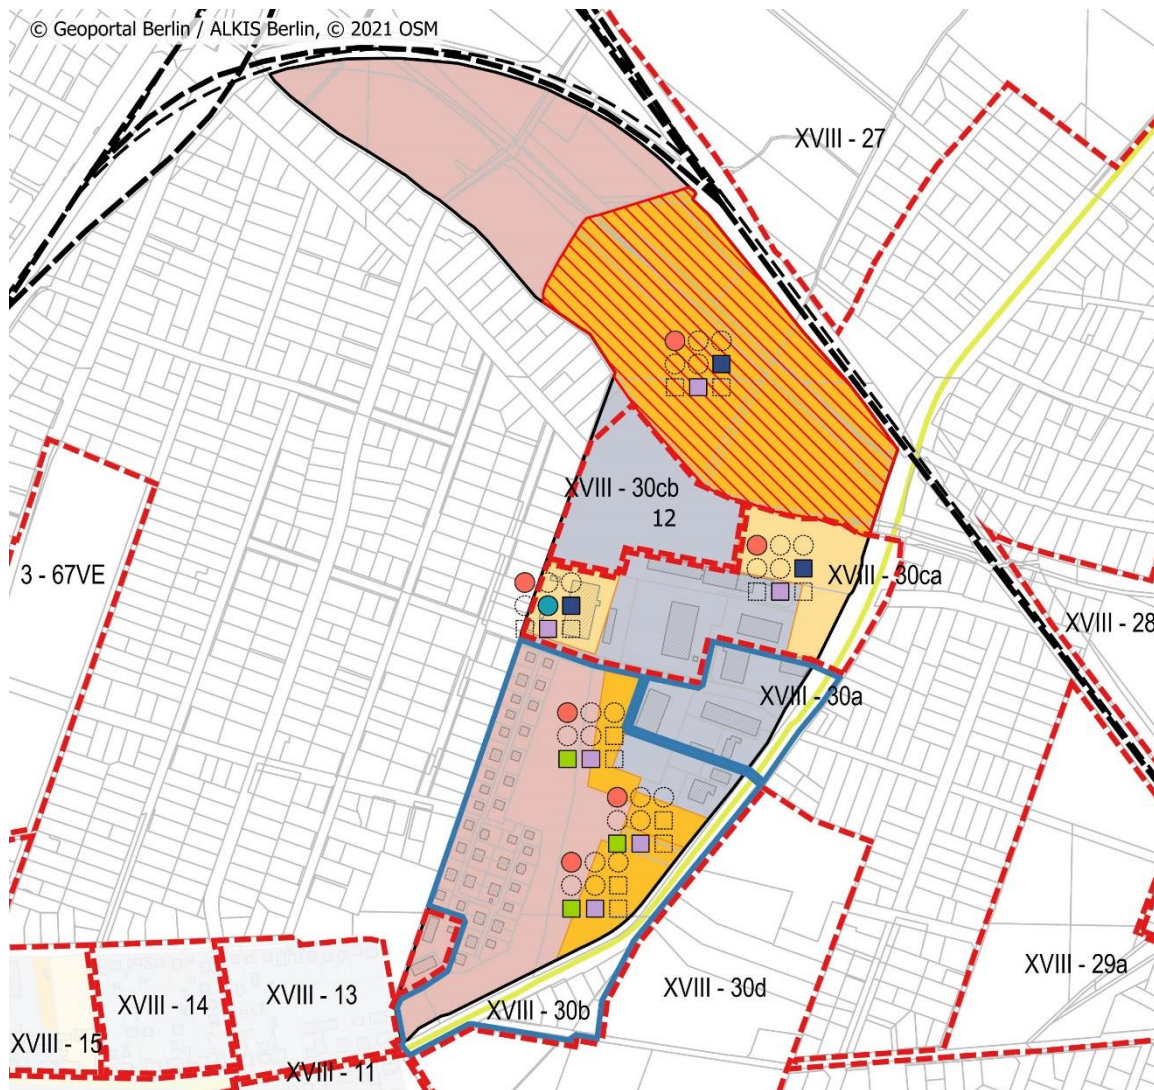 © Geoportal Berlin / ALKIS Berlin, © 2021 OSM
XVIII - 27
XVIII - 30cb
12
3 - 67VE
XVIII - 30ca
XVIII - 28
XVIII - 30a
XVIII - 29a
XVIII - 30d
XVIII - 13
XVIII - 14
XVIII - 30b
XVIII - 15
XVIII - 11